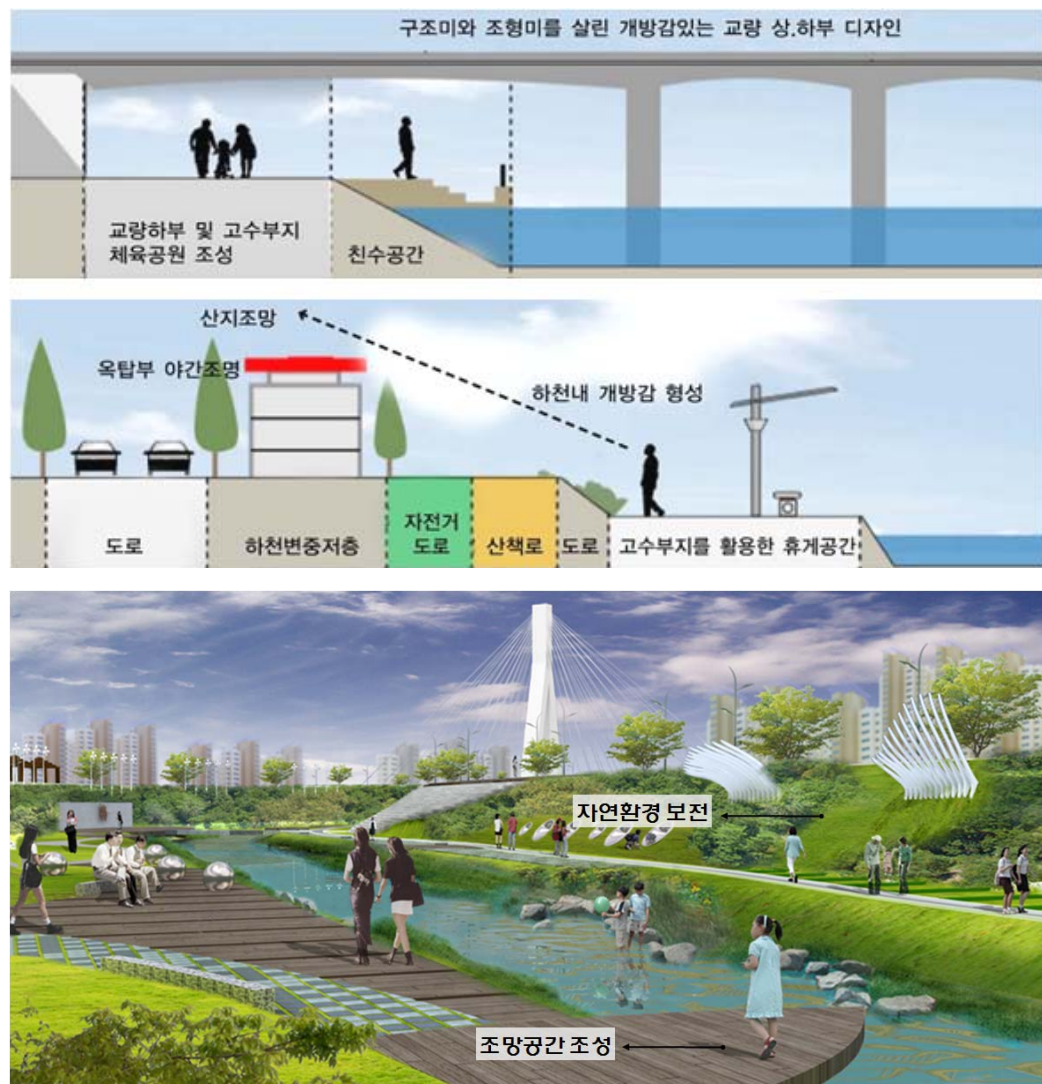 구조미와 조형미를 살린 개방감있는 교량 상.하부 디자인
교량하부 및 고수부지
체육공원 조성
친수공간
산지조망
옥탑부 야간조명
하천내 개방감 형성
도로
하천변중저층
자전거
도로
산책로
도로
고수부지를 활용한 휴게공간
자연환경 보전
조망공간 조성